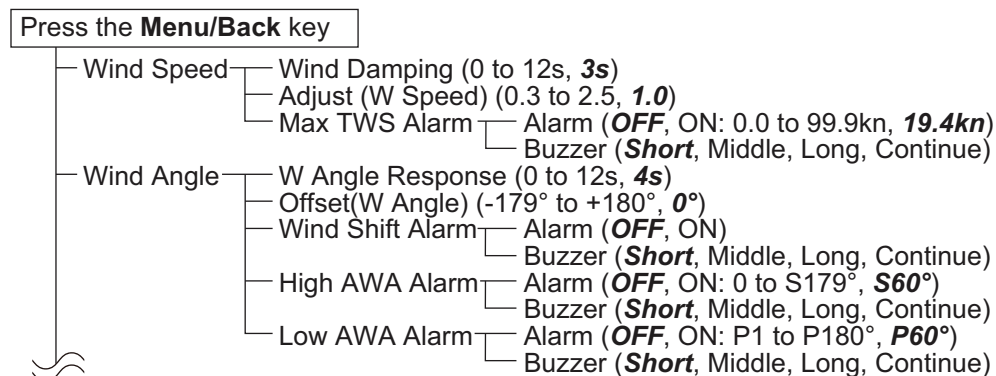 Press the Menu/Back key
Wind Speed Wind Damping (0 to 12s, 3s)
Adjust (W Speed) (0.3 to 2.5, 1.0)
Max TWS Alarm Alarm (OFF, ON: 0.0 to 99.9kn, 19.4kn)
Buzzer (Short, Middle, Long, Continue)
Wind Angle W Angle Response (0 to 12s, 4s)
Offset(W Angle) (-179° to +180°, 0°)
Wind Shift Alarm Alarm (OFF, ON)
Buzzer (Short, Middle, Long, Continue)
High AWA Alarm Alarm (OFF, ON: 0 to S179°, S60°)
Buzzer (Short, Middle, Long, Continue)
Low AWA Alarm Alarm (OFF, ON: P1 to P180°, P60°)
Buzzer (Short, Middle, Long, Continue)